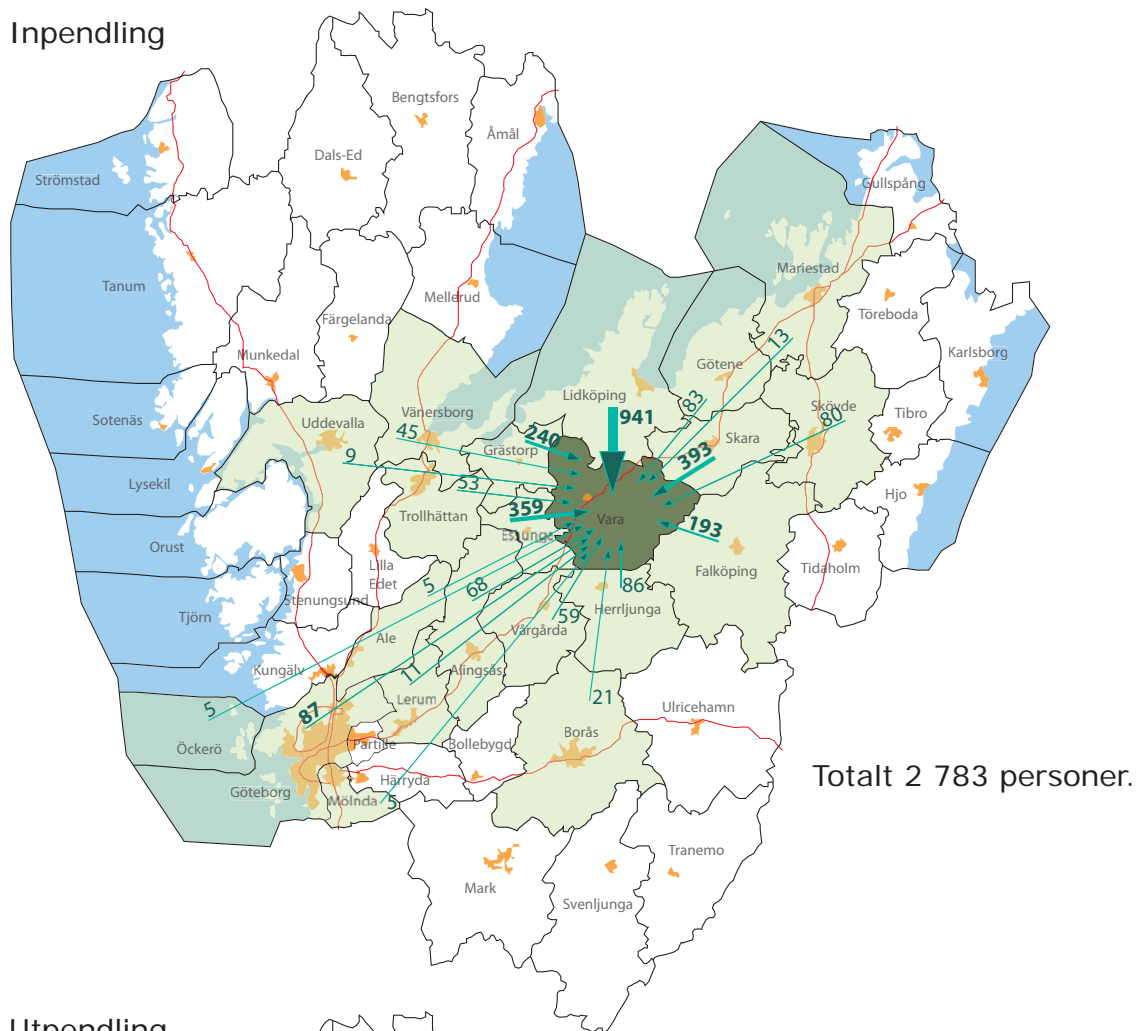 Inpendling
Bengtsfors
Åmål
Dals-Ed
Strömstad
Gullspång
Mariestad
Tanum
Mellerud
Töreboda
Färgelanda
Munkedal
Karlsborg
13
Götene
Lidköping
83
Sotenäs
Vänersborg
Skövde
Tibro
Uddevalla
941
80
45
240
Skara
Grästorp
393
9
Lysekil
53
Hjo
359
Trollhättan
Vara
193
Essunga
Orust
Lilla
Edet
Falköping
Tidaholm
5
68
86
Stenungsund
Tjörn
59
Herrljunga
Vårgårda
Ale
Kungälv
11
Alingsås
5
87
Lerum
21
Ulricehamn
Öckerö
Partille
Bollebygd
Borås
Härryda
Totalt 2 783 personer.
Göteborg
Mölnda
5
Tranemo
Mark
Svenljunga
Utpendling